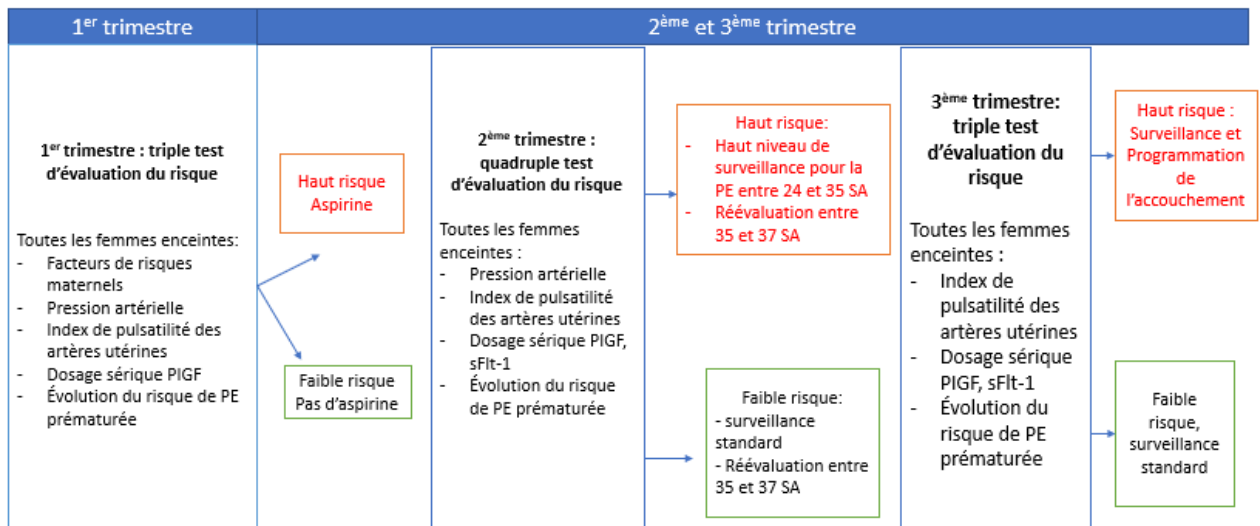 1er trimestre
2ème et 3ème trimestre
1er trimestre : triple test
d'évaluation du risque
Toutes les femmes enceintes:
- Facteurs de risques
maternels
- Pression artérielle
- Index de pulsatilité des
artères utérines
- Dosage sérique PlGF
- Évolution du risque de PE
prématurée
Haut risque
Aspirine
Faible risque
Pas d'aspirine
2ème trimestre :
quadruple test
d'évaluation du risque
Toutes les femmes
enceintes :
- Pression artérielle
- Index de pulsatilité
des artères utérines
- Dosage sérique PlGF,
sFlt-1
- Évolution du risque
de PE prématurée
Haut risque:
- Haut niveau de
surveillance pour la
PE entre 24 et 35 SA
- Réévaluation entre
35 et 37 SA
Faible risque:
- surveillance
standard
- Réévaluation entre
35 et 37 SA
3ème trimestre:
triple test
d'évaluation du
risque
Toutes les femmes
enceintes :
- Index de
pulsatilité des
artères utérines
- Dosage sérique
PlGF, sFlt-1
- Évolution du
risque de PE
prématurée
Haut risque :
Surveillance et
Programmation
de
l'accouchement
Faible
risque,
surveillance
standard